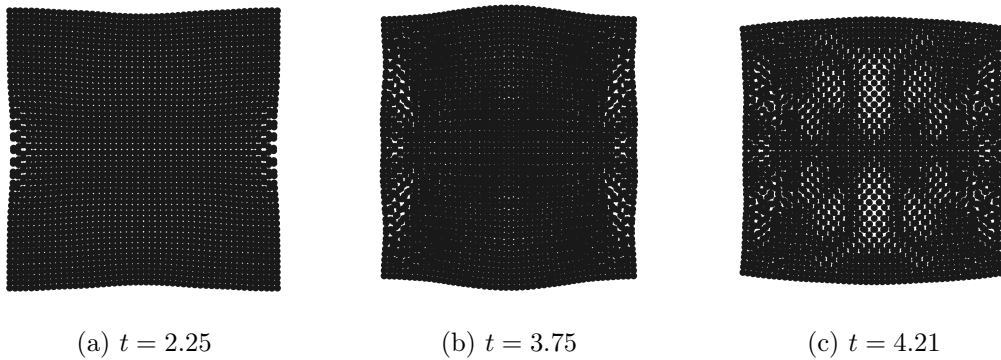 (a) t = 2.25
(b) t = 3.75
(c) t = 4.21